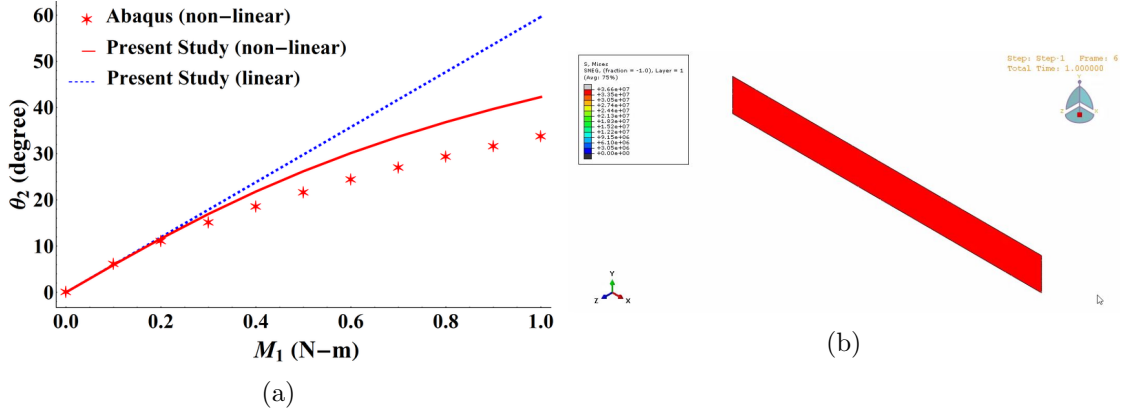 60
50
40
30
20
10
0
θ₂ (degree)
Abaqus (non−linear)
Present Study (non−linear)
Present Study (linear)
0.0 0.2 0.4 0.6 0.8 1.0
M₁ (N−m)
(a)
S, Mises
SNEG, (fraction = -1.0), Layer = 1
(Avg: 75%)
+3.66e+07
+3.35e+07
+3.05e+07
+2.74e+07
+2.44e+07
+2.13e+07
+1.83e+07
+1.52e+07
+1.22e+07
+9.15e+06
+6.10e+06
+3.05e+06
+0.00e+00
Step: Step-1 Frame: 6
Total Time: 1.000000
Y
Z X
(b)